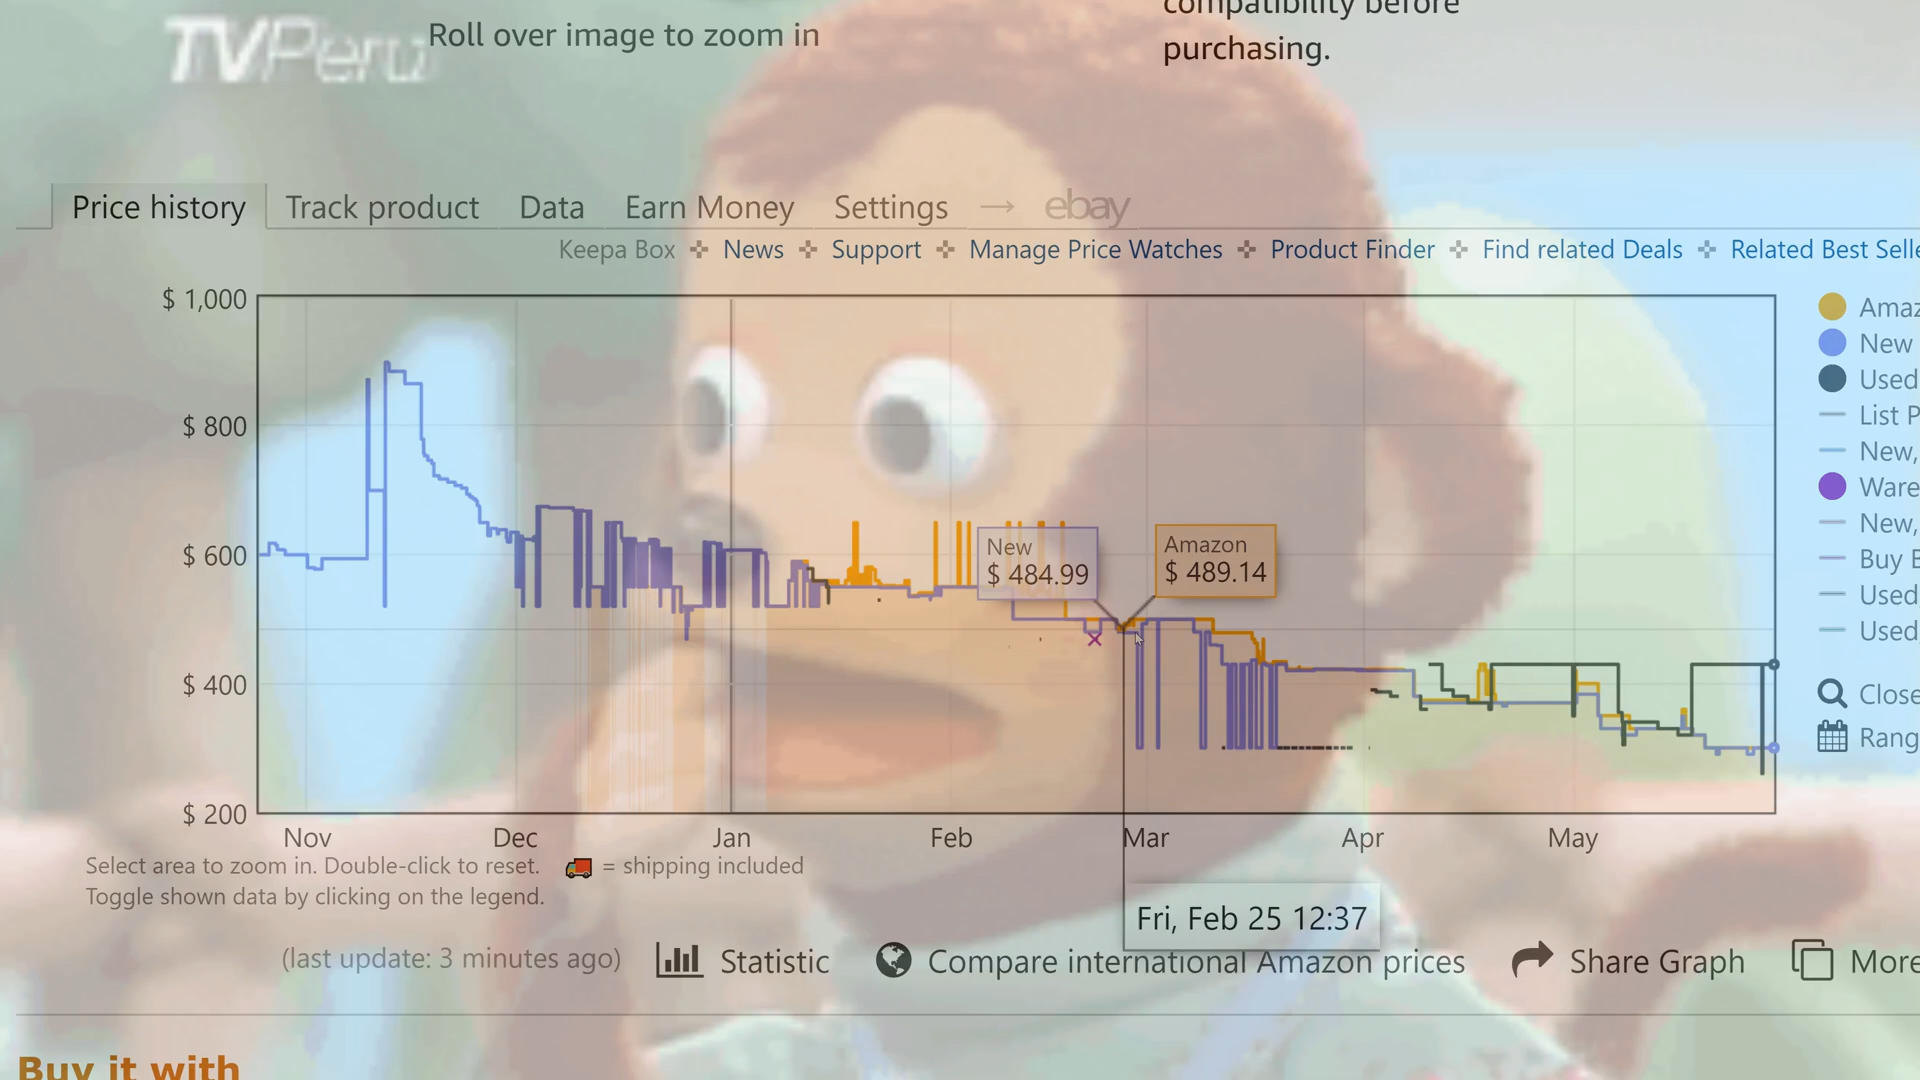 TVPerú
Roll over image to zoom in
compatibility before
purchasing.
Price history Track product Data Earn Money Settings → ebay
Keepa Box News Support Manage Price Watches Product Finder Find related Deals Related Best Selle
$ 1,000
$ 800
$ 600
$ 400
$ 200
New
$ 484.99
Amazon
$ 489.14
Amaz
New
Used
List P
New,
Ware
New,
Buy B
Used
Used
Close
Rang
Nov Dec Jan Feb Mar Apr May
Select area to zoom in. Double-click to reset. = shipping included
Toggle shown data by clicking on the legend.
Fri, Feb 25 12:37
(last update: 3 minutes ago) Statistic Compare international Amazon prices Share Graph More
Buy it with